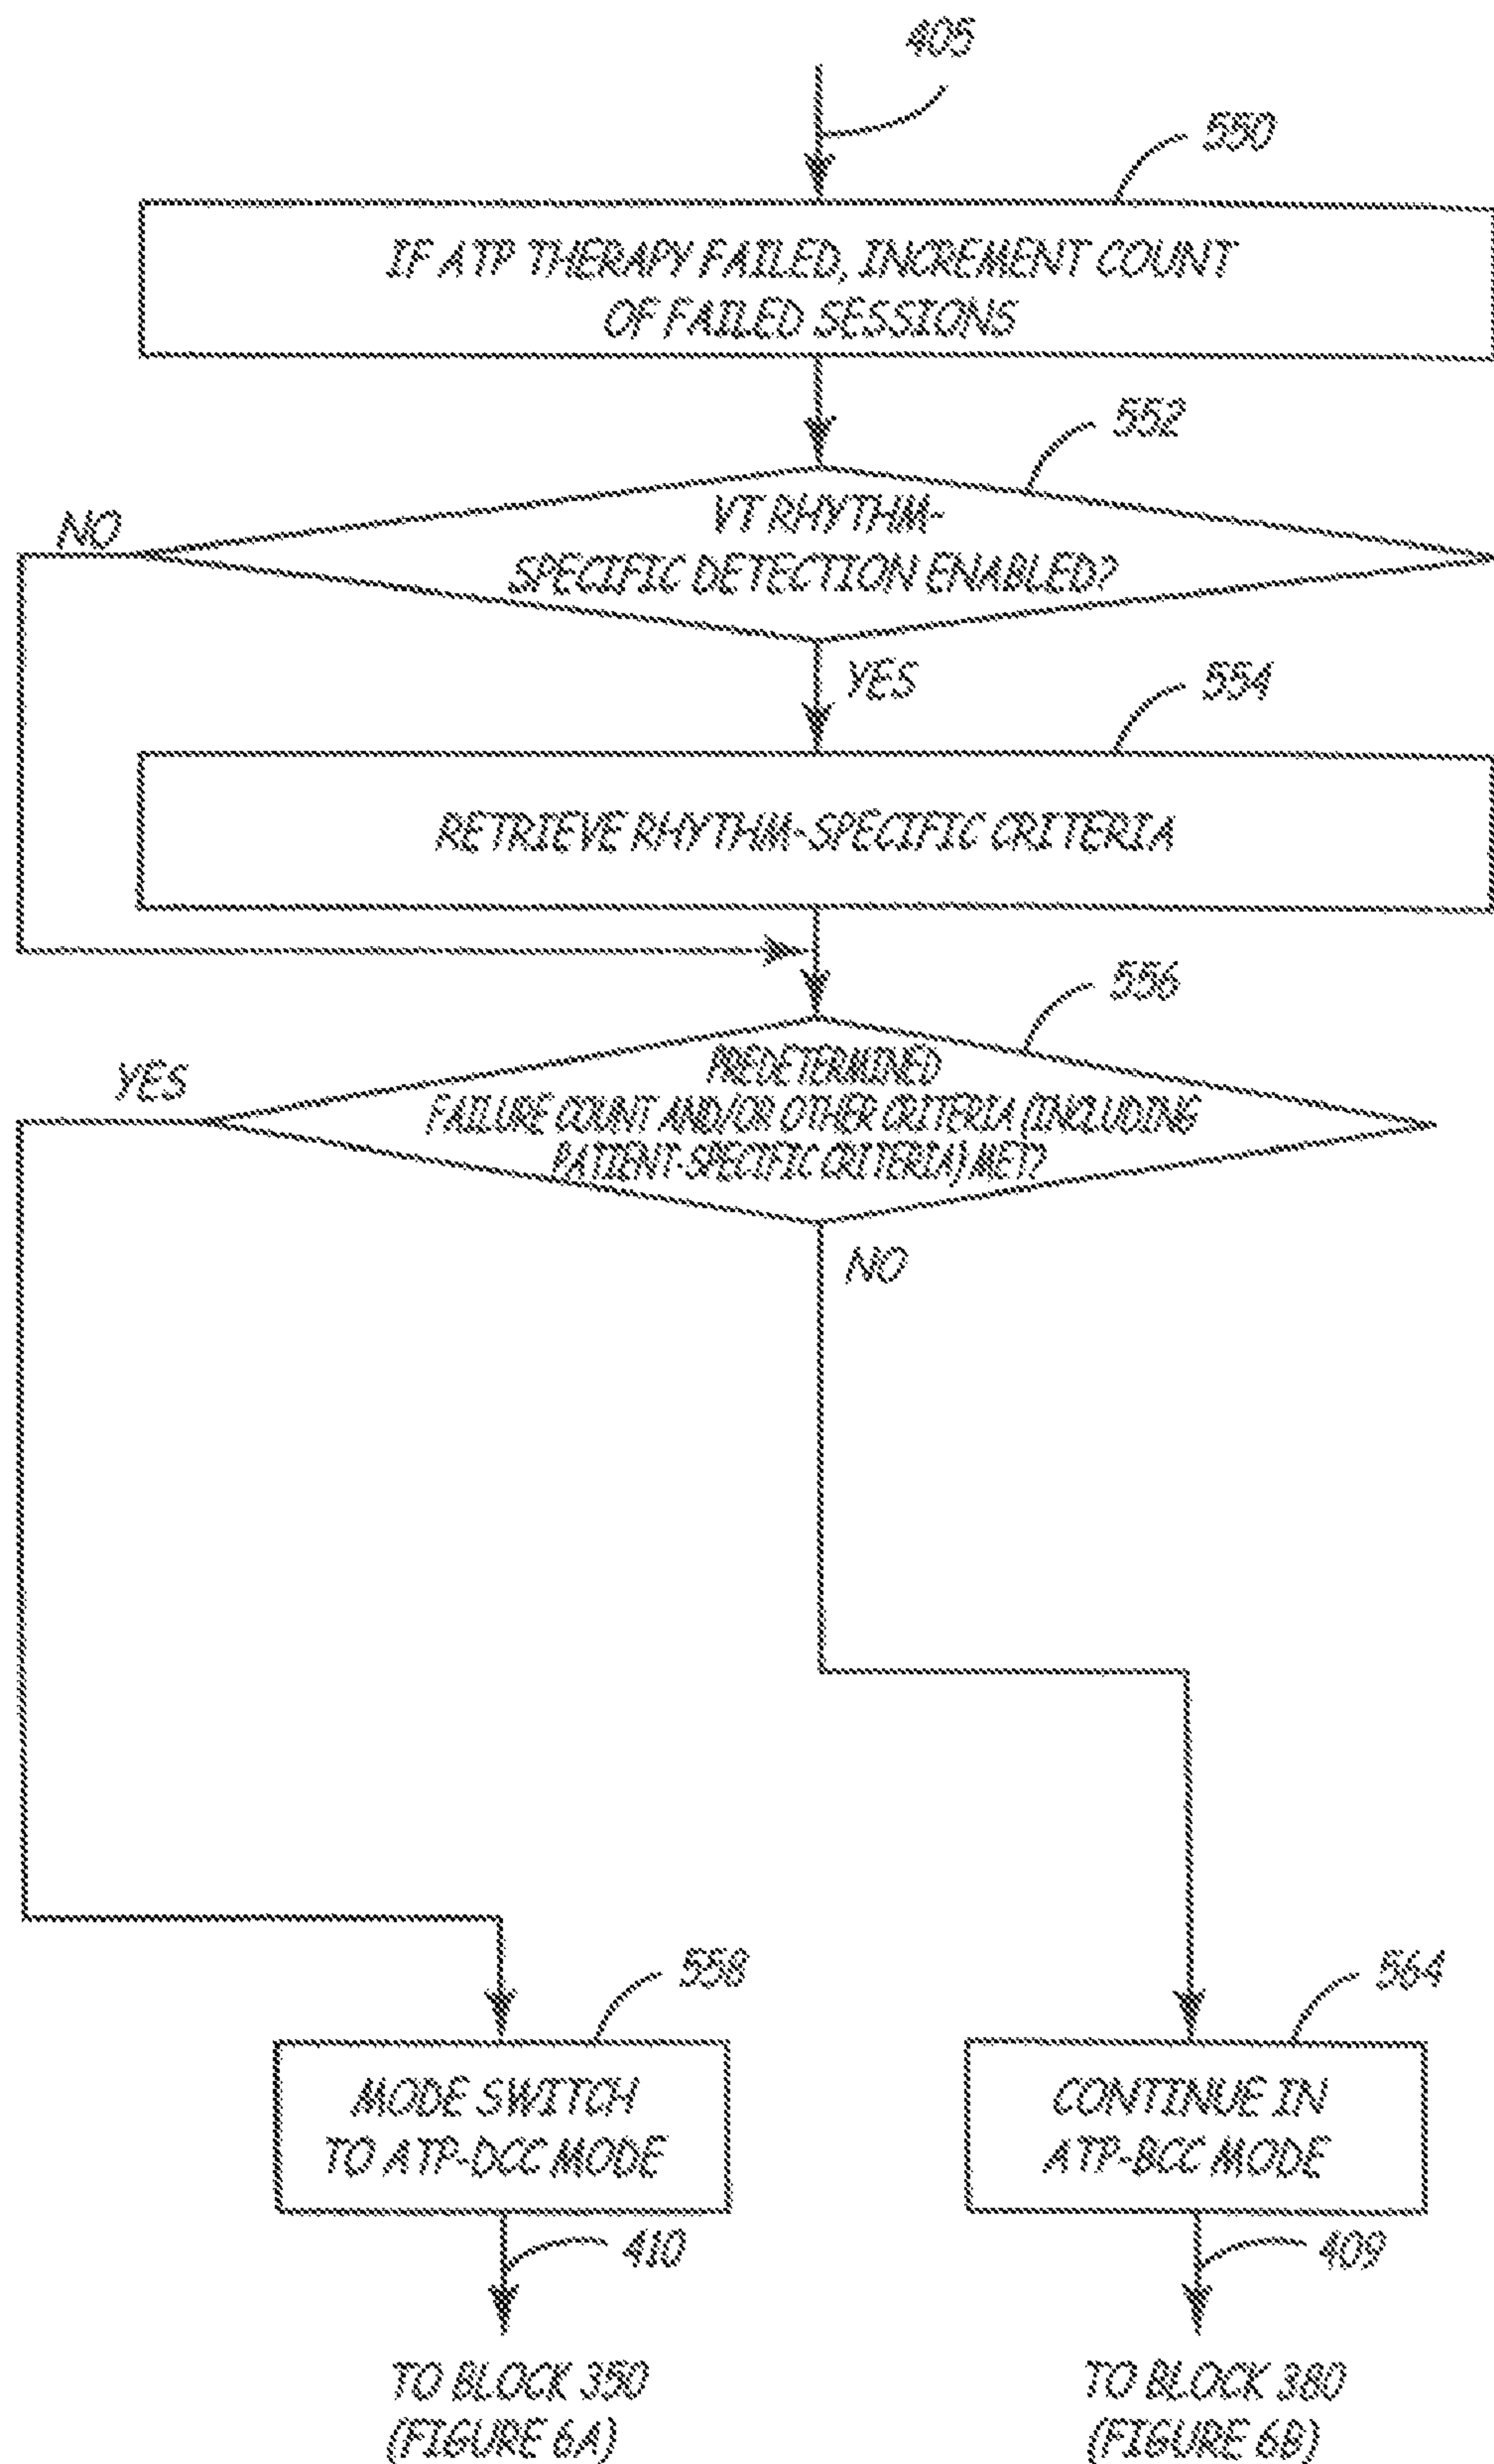 405
550
IF ATP THERAPY FAILED, INCREMENT COUNT
OF FAILED SESSIONS
552
NO
VT RHYTHM-
SPECIFIC DETECTION ENABLED?
YES
554
RETRIEVE RHYTHM-SPECIFIC CRITERIA
556
YES
PREDETERMINED
FAILURE COUNT AND/OR OTHER CRITERIA (INCLUDING
PATIENT-SPECIFIC CRITERIA) MET?
NO
558
564
MODE SWITCH
TO ATP-DCC MODE
CONTINUE IN
ATP-BCC MODE
410
409
TO BLOCK 350
(FIGURE 6A)
TO BLOCK 380
(FIGURE 6B)